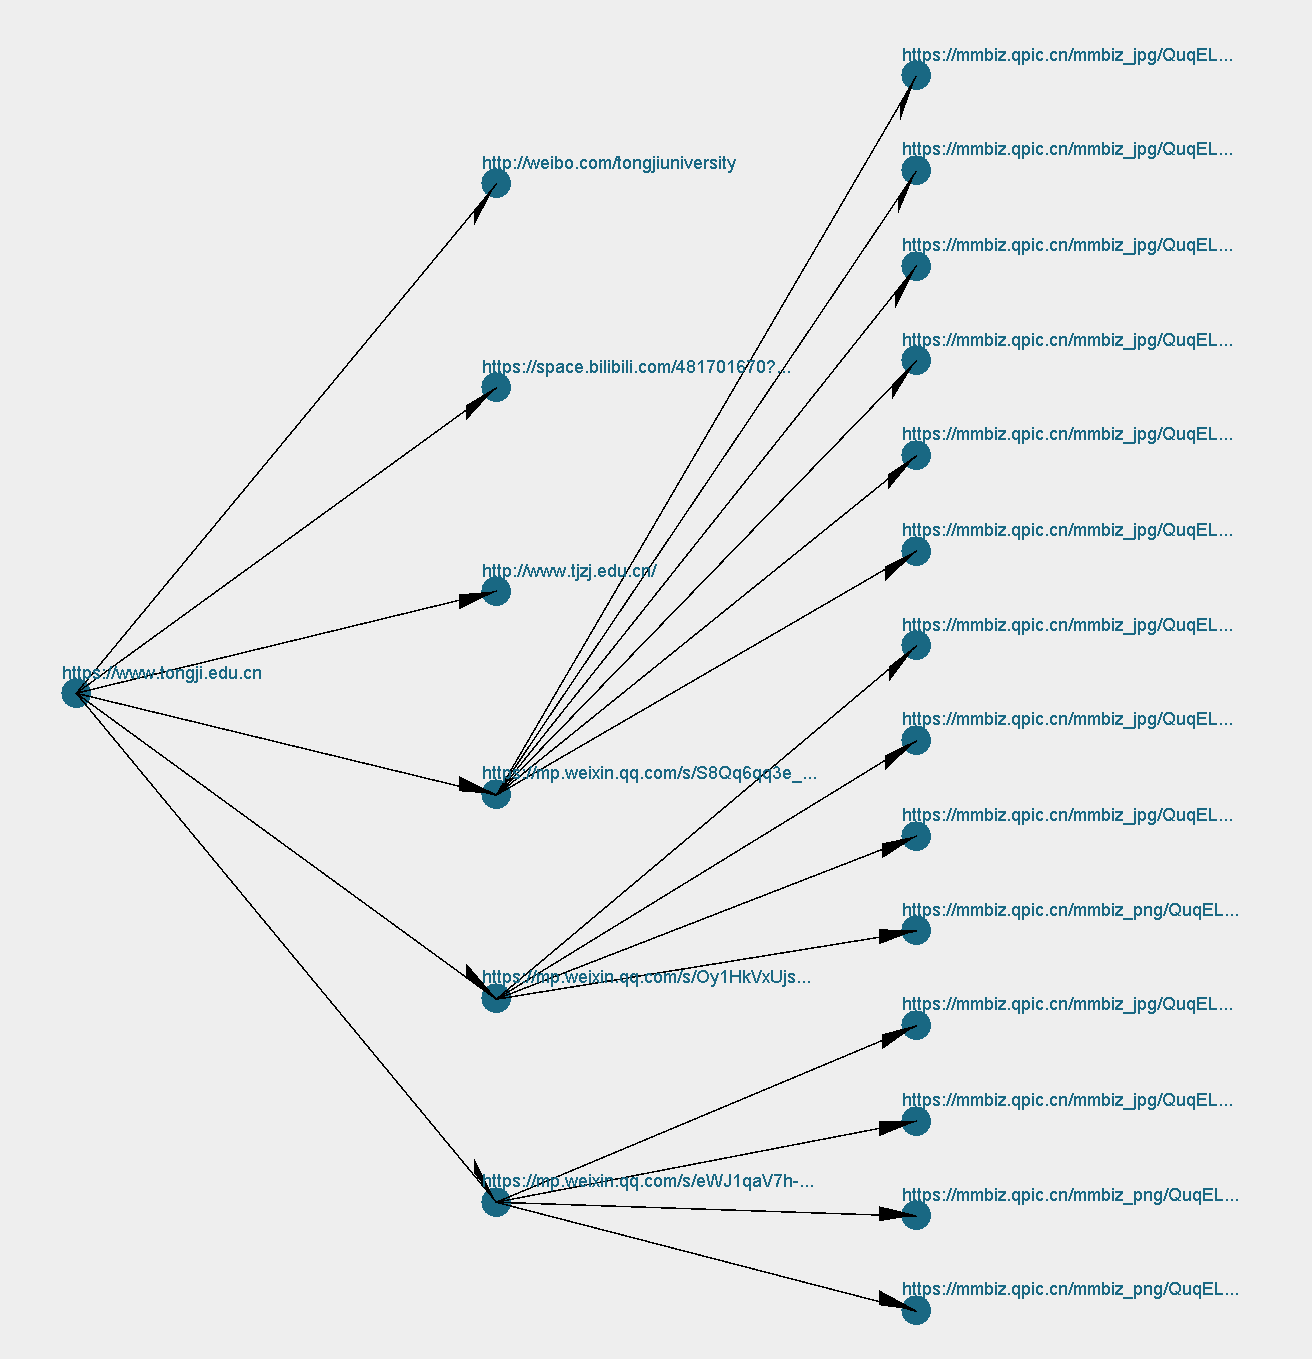 https://www.tongji.edu.cn
http://weibo.com/tongjiuniversity
https://space.bilibili.com/481701670?...
http://www.tjzj.edu.cn/
https://mp.weixin.qq.com/s/S8Qq6qq3e_...
https://mp.weixin.qq.com/s/Oy1HkVxUjs...
https://mp.weixin.qq.com/s/eWJ1qaV7h-...
https://mmbiz.qpic.cn/mmbiz_jpg/QuqEL...
https://mmbiz.qpic.cn/mmbiz_jpg/QuqEL...
https://mmbiz.qpic.cn/mmbiz_jpg/QuqEL...
https://mmbiz.qpic.cn/mmbiz_jpg/QuqEL...
https://mmbiz.qpic.cn/mmbiz_jpg/QuqEL...
https://mmbiz.qpic.cn/mmbiz_jpg/QuqEL...
https://mmbiz.qpic.cn/mmbiz_jpg/QuqEL...
https://mmbiz.qpic.cn/mmbiz_jpg/QuqEL...
https://mmbiz.qpic.cn/mmbiz_jpg/QuqEL...
https://mmbiz.qpic.cn/mmbiz_png/QuqEL...
https://mmbiz.qpic.cn/mmbiz_jpg/QuqEL...
https://mmbiz.qpic.cn/mmbiz_jpg/QuqEL...
https://mmbiz.qpic.cn/mmbiz_png/QuqEL...
https://mmbiz.qpic.cn/mmbiz_png/QuqEL...